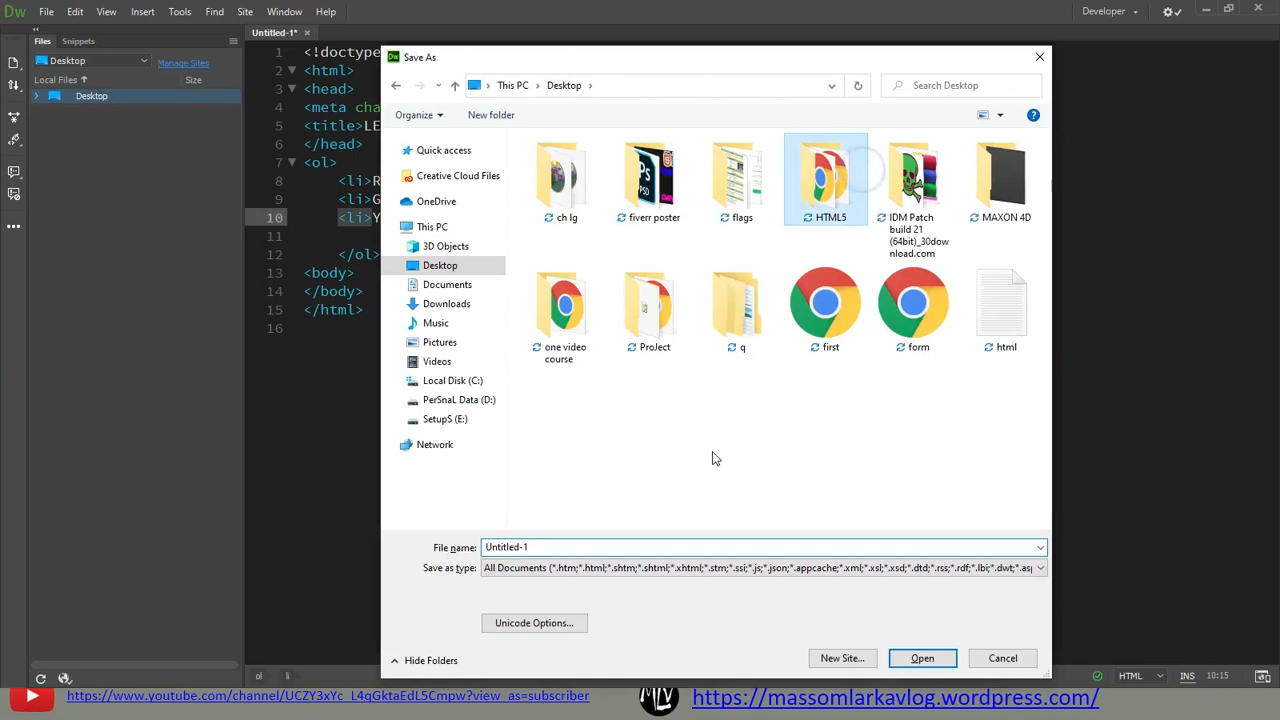 Dw File Edit View Insert Tools Find Site Window Help Developer
Files Snippets
Untitled-1* ×
Desktop Manage Sites
Local Files Size
Desktop
1 <!doctype
2 <html>
3 <head>
4 <meta cha
5 <title>LE
6 </head>
7 <ol>
8 <li>R
9 <li>G
10 <li>Y
11
12 </ol>
13 <body>
14 </body>
15 </html>
16
Dw Save As
This PC Desktop Search Desktop
Organize New folder
Quick access
Creative Cloud Files
OneDrive
This PC
3D Objects
Desktop
Documents
Downloads
Music
Pictures
Videos
Local Disk (C:)
PerSnaL Data (D:)
SetupS (E:)
Network
ch lg
fiverr poster
flags
HTML5
IDM Patch
build 21
(64bit)_30dow
nload.com
MAXON 4D
one video
course
ProJect
q
first
form
html
File name: Untitled-1
Save as type: All Documents (*.htm;*.html;*.shtm;*.shtml;*.xhtml;*.stm;*.ssi;*.js;*.json;*.appcache;*.xml;*.xsl;*.xsd;*.dtd;*.rss;*.rdf;*.lbi;*.dwt;*.asp
Unicode Options...
Hide Folders New Site... Open Cancel
ol li HTML INS 10:15
https://www.youtube.com/channel/UCZY3xYc_L4qGktaEdL5Cmpw?view_as=subscriber
MLV
https://massomlarkavlog.wordpress.com/